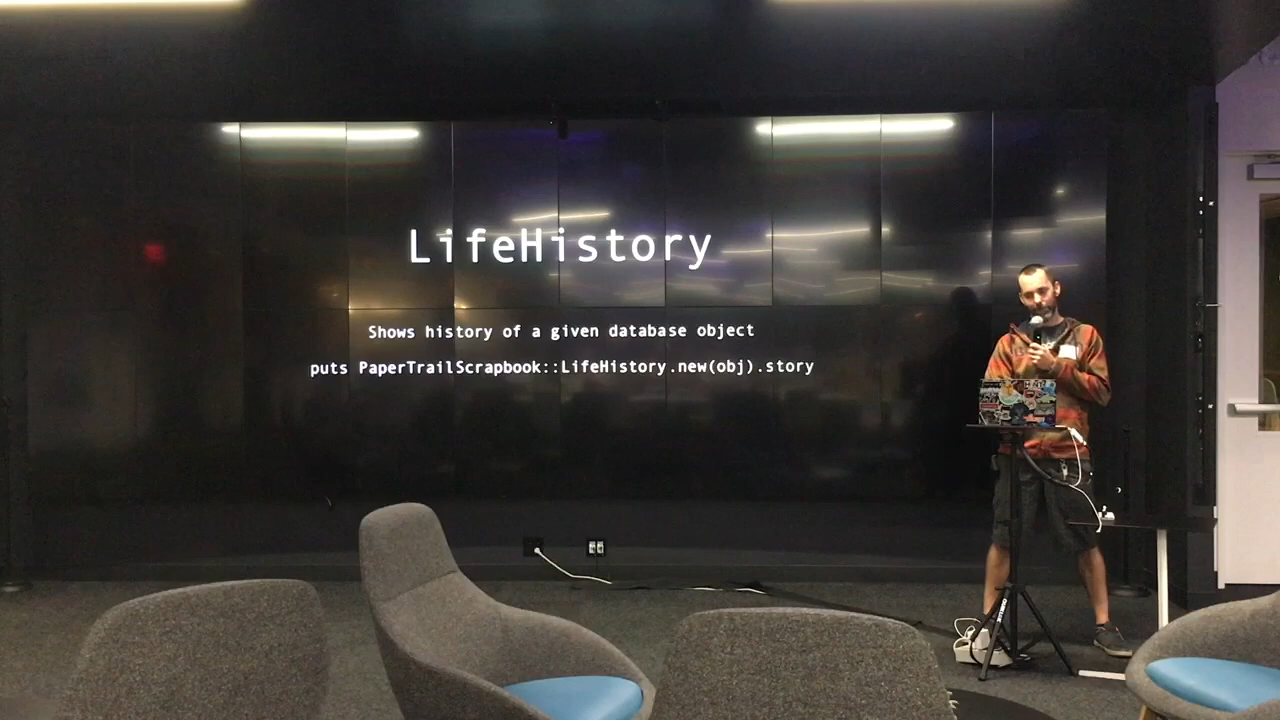 LifeHistory
Shows history of a given database object
puts PaperTrailScrapbook::LifeHistory.new(obj).story